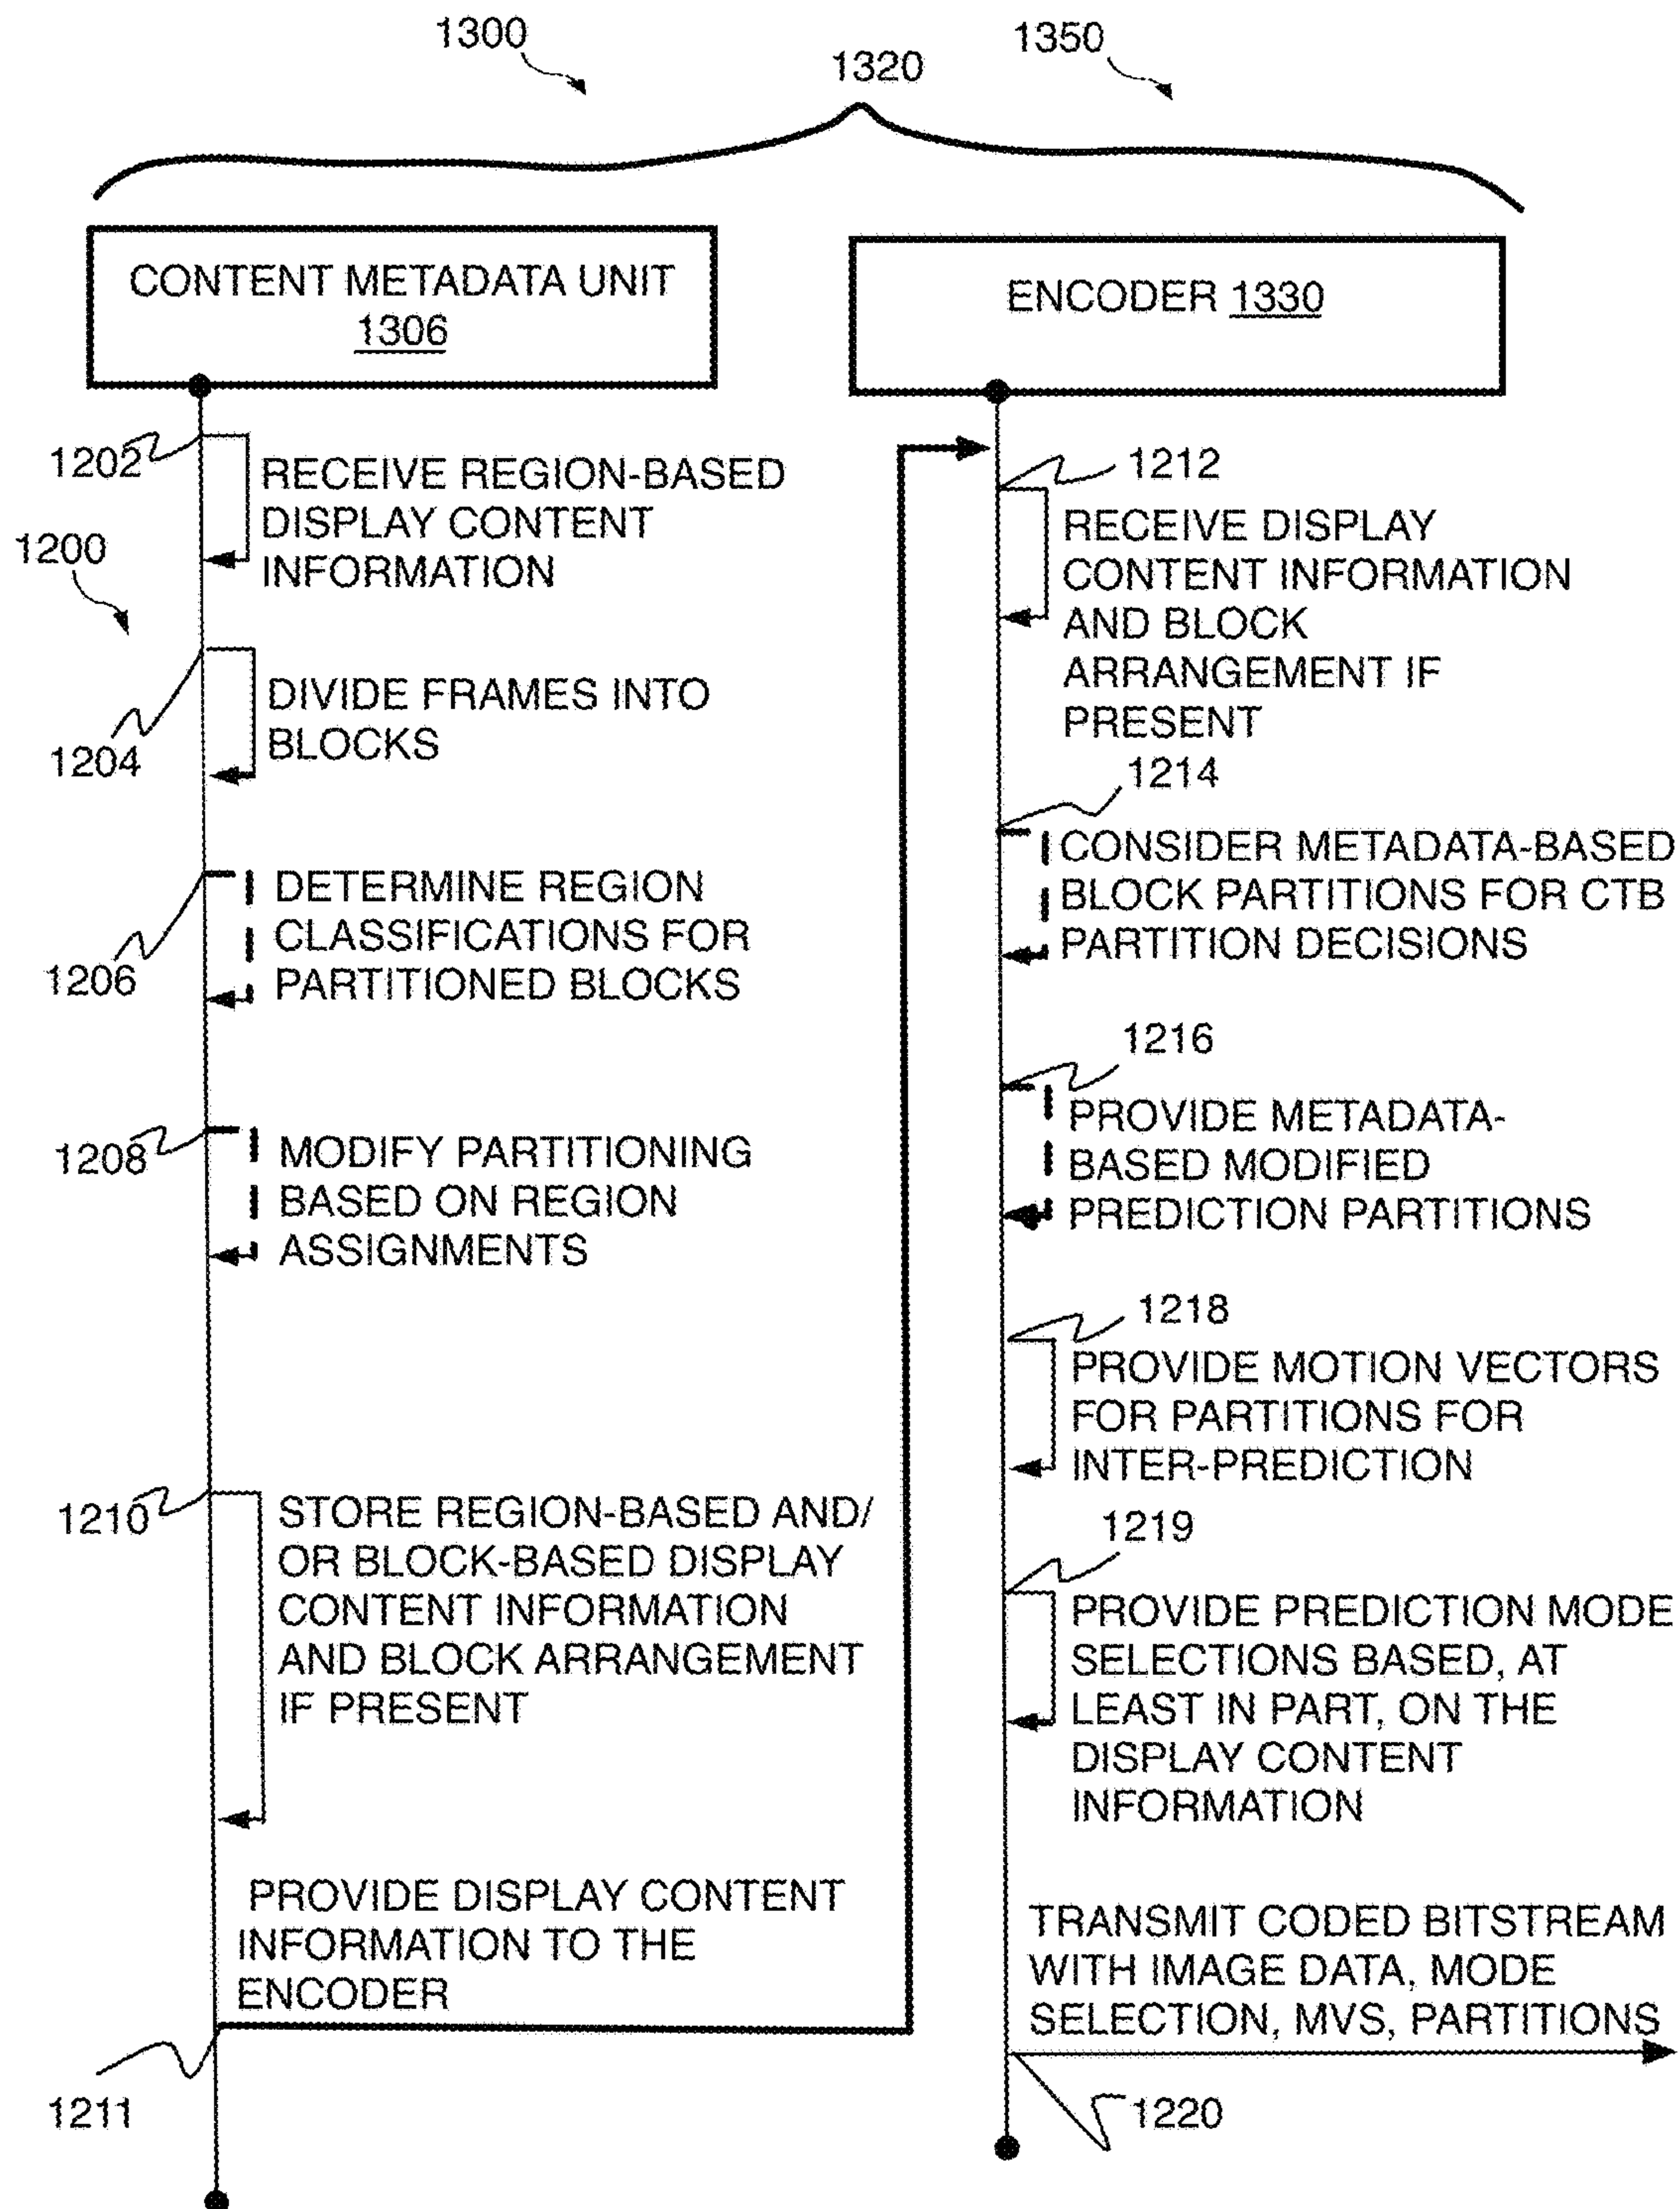 1300
1350
1320
CONTENT METADATA UNIT
1306
ENCODER 1330
1202
RECEIVE REGION-BASED
DISPLAY CONTENT
INFORMATION
1200
1204
DIVIDE FRAMES INTO
BLOCKS
1206
DETERMINE REGION
CLASSIFICATIONS FOR
PARTITIONED BLOCKS
1208
MODIFY PARTITIONING
BASED ON REGION
ASSIGNMENTS
1210
STORE REGION-BASED AND/
OR BLOCK-BASED DISPLAY
CONTENT INFORMATION
AND BLOCK ARRANGEMENT
IF PRESENT
PROVIDE DISPLAY CONTENT
INFORMATION TO THE
ENCODER
1211
1212
RECEIVE DISPLAY
CONTENT INFORMATION
AND BLOCK
ARRANGEMENT IF
PRESENT
1214
CONSIDER METADATA-BASED
BLOCK PARTITIONS FOR CTB
PARTITION DECISIONS
1216
PROVIDE METADATA-
BASED MODIFIED
PREDICTION PARTITIONS
1218
PROVIDE MOTION VECTORS
FOR PARTITIONS FOR
INTER-PREDICTION
1219
PROVIDE PREDICTION MODE
SELECTIONS BASED, AT
LEAST IN PART, ON THE
DISPLAY CONTENT
INFORMATION
TRANSMIT CODED BITSTREAM
WITH IMAGE DATA, MODE
SELECTION, MVS, PARTITIONS
1220